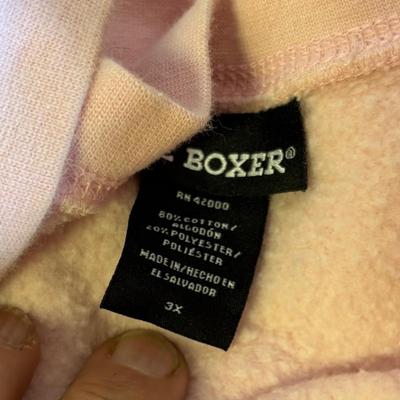 BOXER®
RN 42000
80% COTTON/
ALGODÓN
20% POLYESTER/
POLIÉSTER
MADE IN/HECHO EN
EL SALVADOR
3X